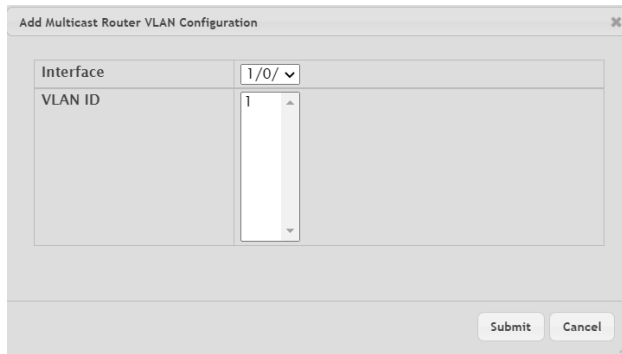 Add Multicast Router VLAN Configuration
Interface 1/0/
VLAN ID 1
Submit Cancel